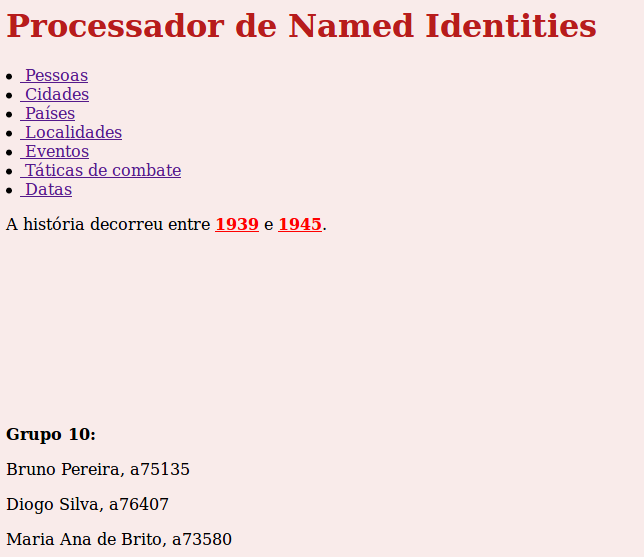 Processador de Named Identities
Pessoas
Cidades
Países
Localidades
Eventos
Táticas de combate
Datas
A história decorreu entre 1939 e 1945.
Grupo 10:
Bruno Pereira, a75135
Diogo Silva, a76407
Maria Ana de Brito, a73580